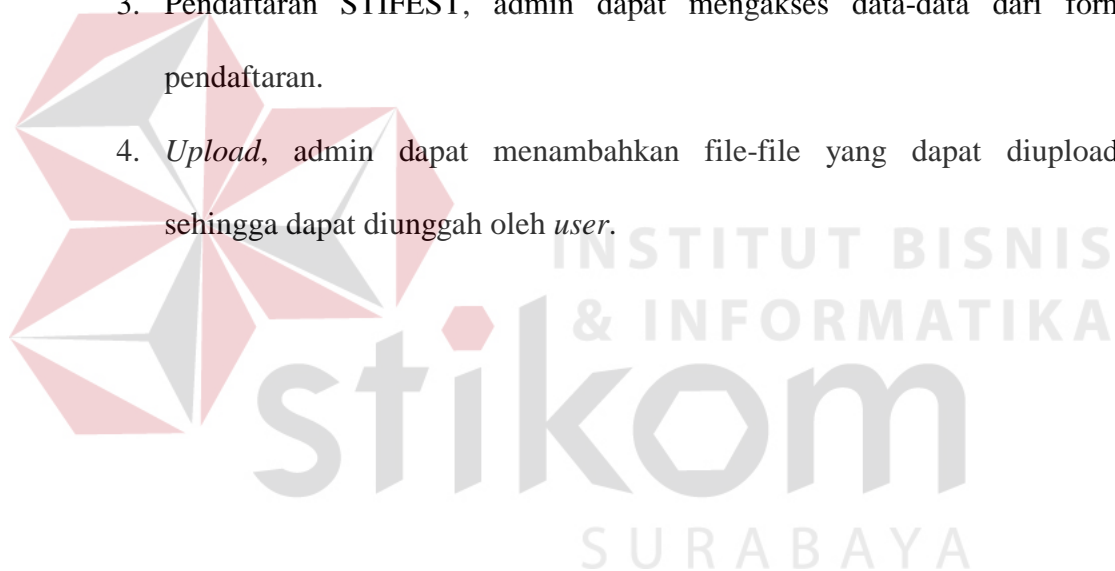 3. Pendaftaran STIFEST, admin dapat mengakses data-data dari form
pendaftaran.
4. Upload, admin dapat menambahkan file-file yang dapat diupload
sehingga dapat diunggah oleh user.
INSTITUT BISNIS
& INFORMATIKA
stikom
SURABAYA